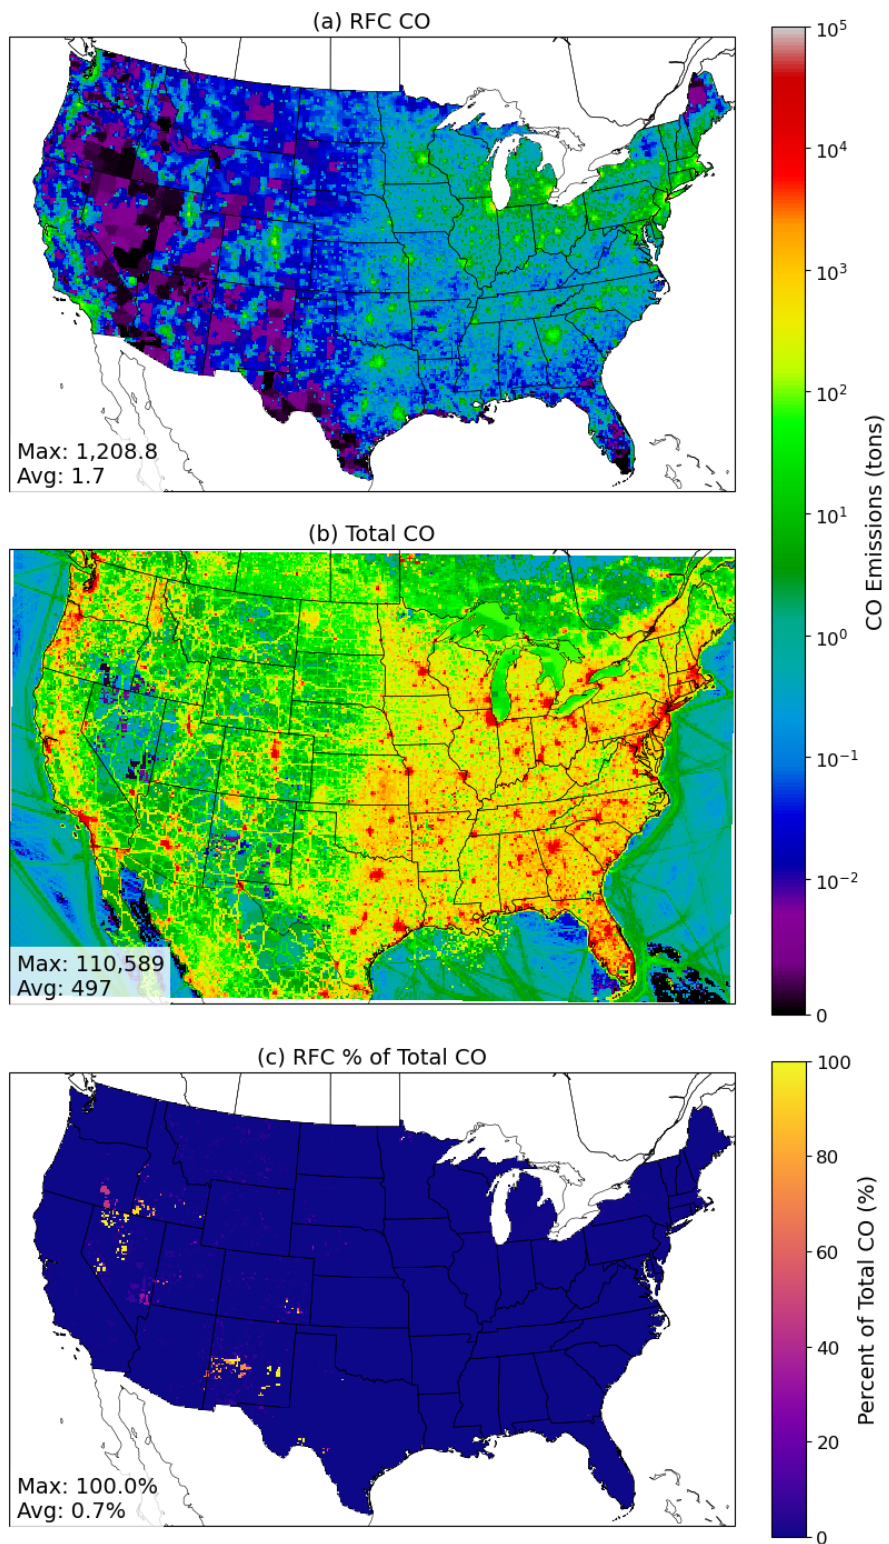 (a) RFC CO
Max: 1,208.8
Avg: 1.7
(b) Total CO
Max: 110,589
Avg: 497
10^5
10^4
10^3
10^2
10^1
10^0
10^-1
10^-2
0
CO Emissions (tons)
(c) RFC % of Total CO
Max: 100.0%
Avg: 0.7%
100
80
60
40
20
0
Percent of Total CO (%)